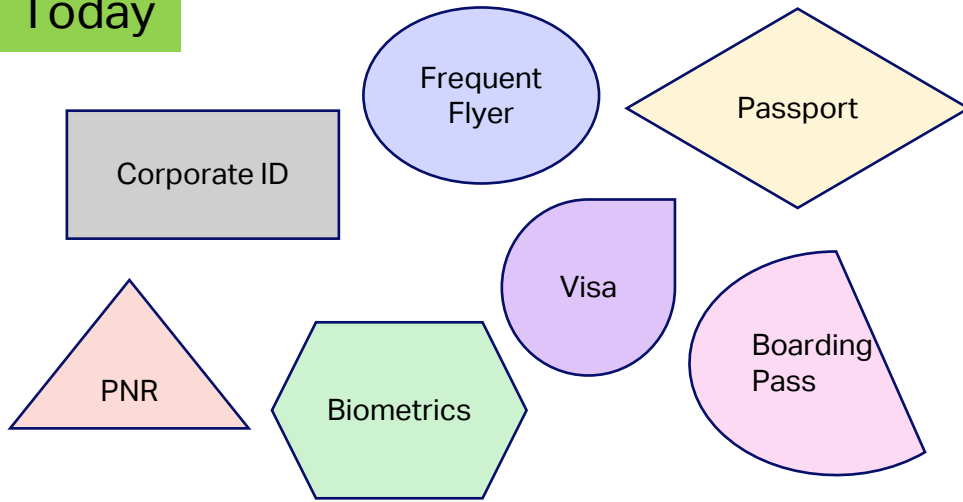 Today
Frequent
Flyer
Passport
Corporate ID
Visa
Boarding
Pass
PNR
Biometrics